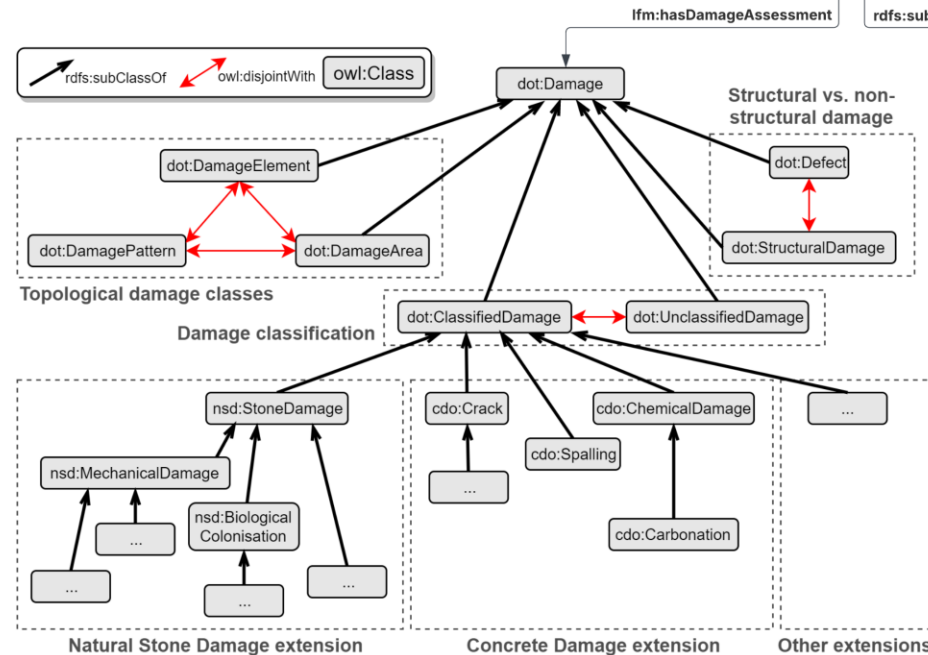 lfm:hasDamageAssessment
rdfs:sub
rdfs:subClassOf
owl:disjointWith
owl:Class
dot:Damage
Structural vs. non-
structural damage
dot:DamageElement
dot:Defect
dot:DamagePattern
dot:DamageArea
dot:StructuralDamage
Topological damage classes
Damage classification
dot:ClassifiedDamage
dot:UnclassifiedDamage
nsd:StoneDamage
cdo:Crack
cdo:ChemicalDamage
...
cdo:Spalling
nsd:MechanicalDamage
...
nsd:Biological
Colonisation
...
cdo:Carbonation
...
...
...
Natural Stone Damage extension
Concrete Damage extension
Other extensions